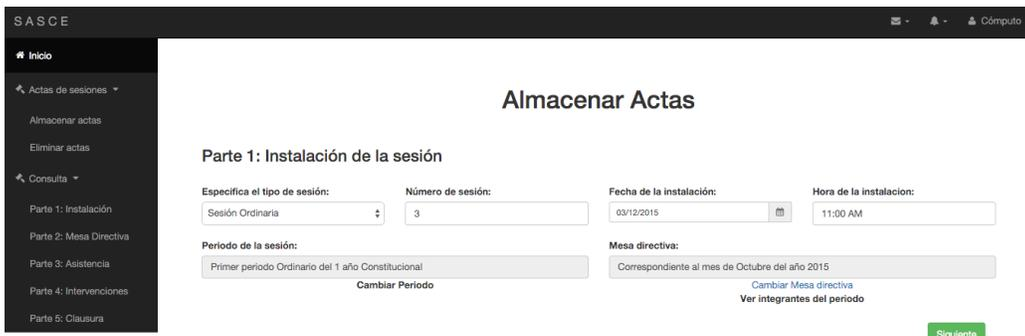 SASCE
Cómputo
Inicio
Actas de sesiones
Almacenar actas
Eliminar actas
Consulta
Parte 1: Instalación
Parte 2: Mesa Directiva
Parte 3: Asistencia
Parte 4: Intervenciones
Parte 5: Clausura
Almacenar Actas
Parte 1: Instalación de la sesión
Especifica el tipo de sesión: Número de sesión: Fecha de la instalación: Hora de la instalacion:
Sesión Ordinaria 3 03/12/2015 11:00 AM
Periodo de la sesión: Mesa directiva:
Primer periodo Ordinario del 1 año Constitucional Correspondiente al mes de Octubre del año 2015
Cambiar Periodo Cambiar Mesa directiva
Ver integrantes del periodo
Siguiente